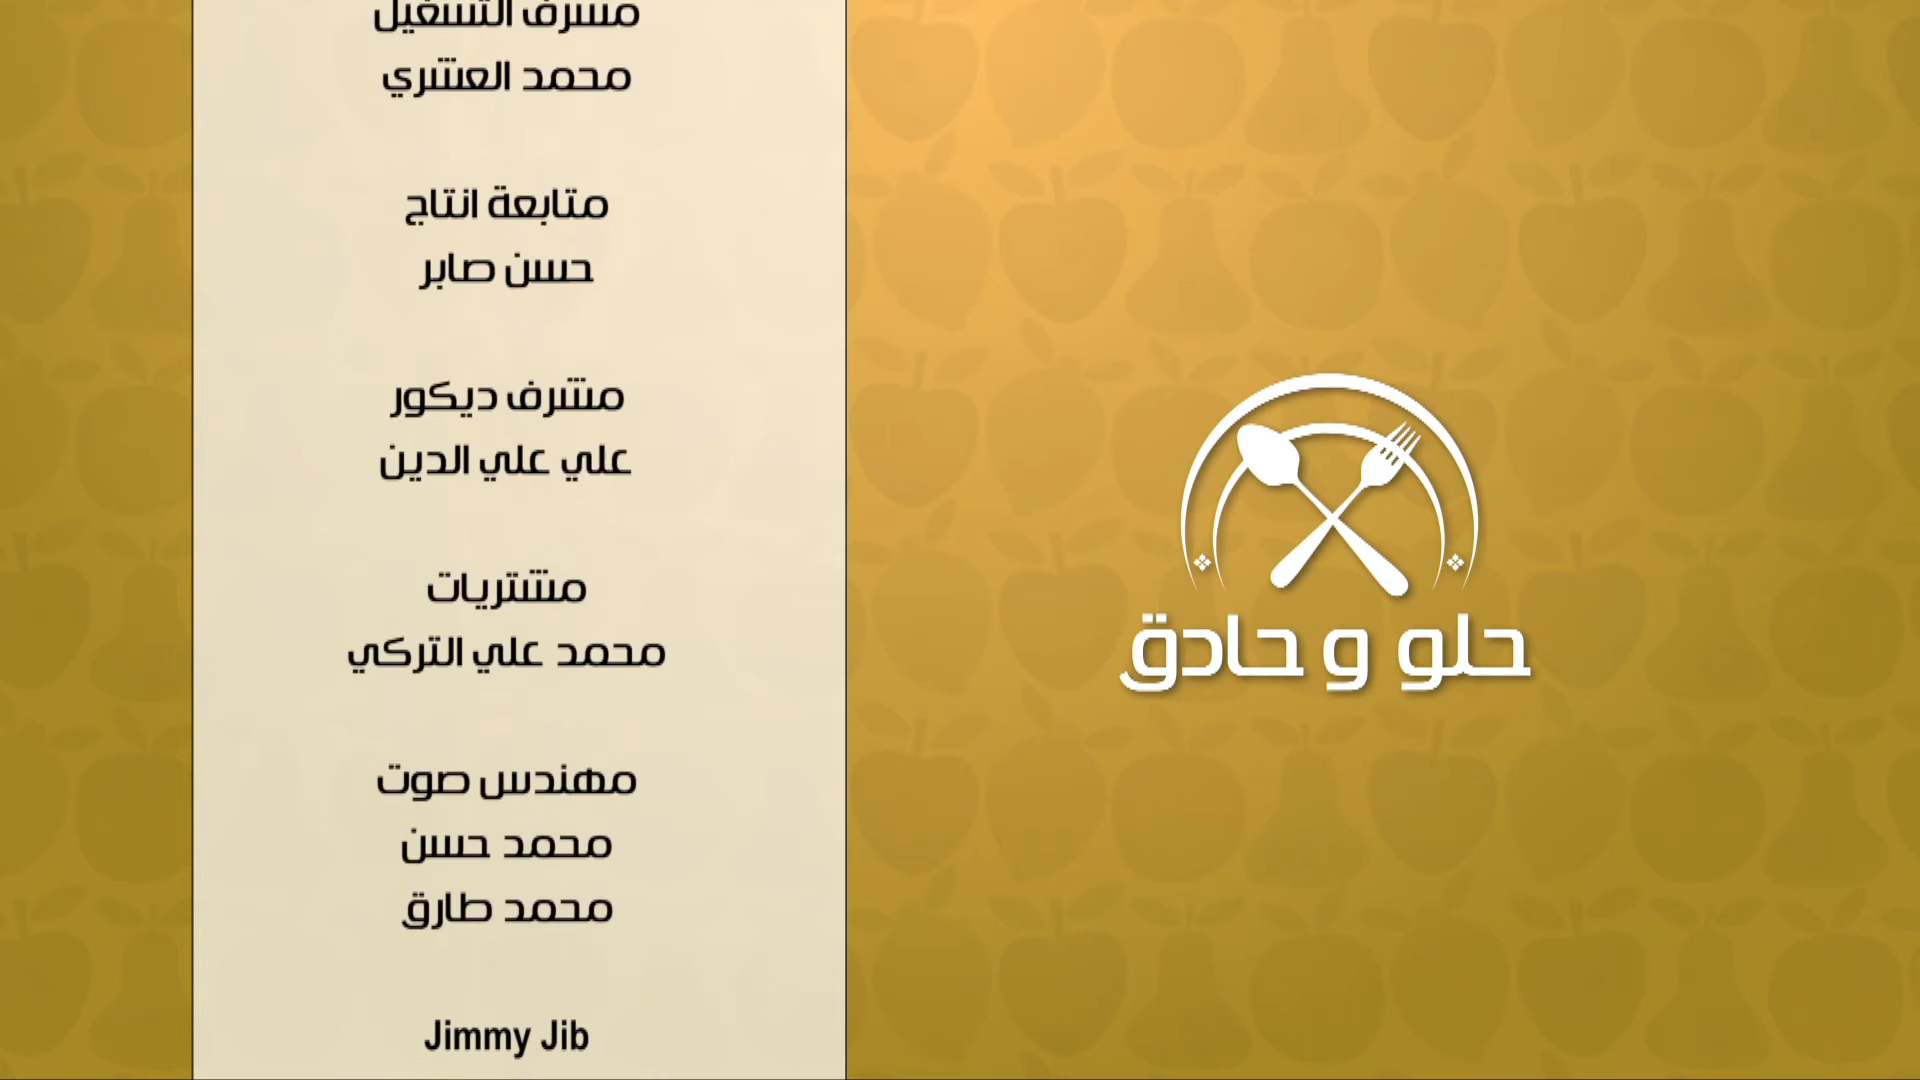 مشرف التشغيل
محمد العشري
متابعة انتاج
حسن صابر
مشرف ديكور
علي علي الدين
مشتريات
محمد علي التركي
مهندس صوت
محمد حسن
محمد طارق
Jimmy Jib
حلو و حادق